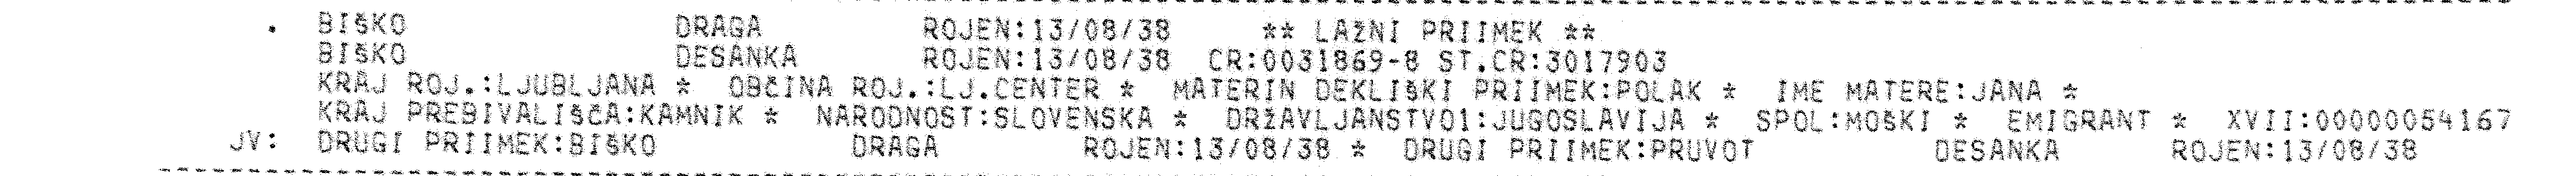 . BIŠKO DRAGA ROJEN:13/08/38 ** LAŽNI PRIIMEK **
BIŠKO DESANKA ROJEN:13/08/38 CR:0031869-8 ST.CR:3017903
KRAJ ROJ.:LJUBLJANA * OBČINA ROJ.:LJ.CENTER * MATERIN DEKLIŠKI PRIIMEK:POLAK * IME MATERE:JANA *
KRAJ PREBIVALIŠČA:KAMNIK * NARODNOST:SLOVENSKA * DRŽAVLJANSTVO1:JUGOSLAVIJA * SPOL:MOŠKI * EMIGRANT * XVII:00000054167
JV: DRUGI PRIIMEK:BIŠKO DRAGA ROJEN:13/08/38 * DRUGI PRIIMEK:PRUVOT DESANKA ROJEN:13/08/38